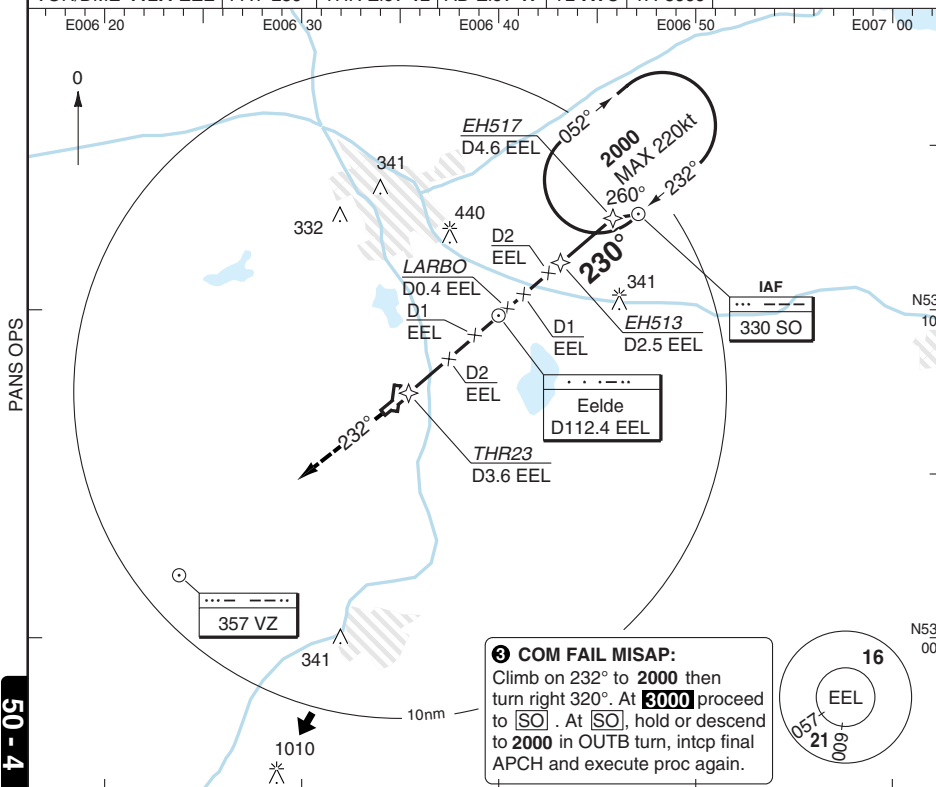 E006 20
E006 30
E006 40
E006 50
E007 00
0
052°
2000
MAX 220kt
232°
260°
EH517
D4.6 EEL
341
332
440
D2
EEL
230°
LARBO
D0.4 EEL
341
IAF
330 SO
N53
10
D1
EEL
D1
EEL
EH513
D2.5 EEL
PANS OPS
D2
EEL
Eelde
D112.4 EEL
232°
THR23
D3.6 EEL
357 VZ
341
N53
00
10nm
1010
3 COM FAIL MISAP:
Climb on 232° to 2000 then
turn right 320°. At 3000 proceed
to SO . At SO, hold or descend
to 2000 in OUTB turn, intcp final
APCH and execute proc again.
16
EEL
057
21
009
50 - 4